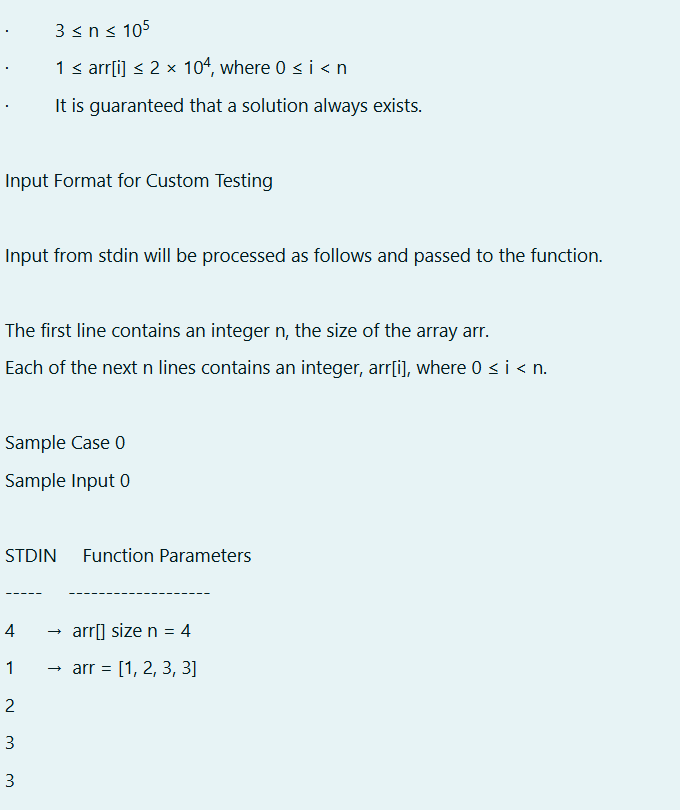 · 3 ≤ n ≤ 10⁵
· 1 ≤ arr[i] ≤ 2 × 10⁴, where 0 ≤ i < n
· It is guaranteed that a solution always exists.
Input Format for Custom Testing
Input from stdin will be processed as follows and passed to the function.
The first line contains an integer n, the size of the array arr.
Each of the next n lines contains an integer, arr[i], where 0 ≤ i < n.
Sample Case 0
Sample Input 0
STDIN Function Parameters
----- -------------------
4 → arr[] size n = 4
1 → arr = [1, 2, 3, 3]
2
3
3